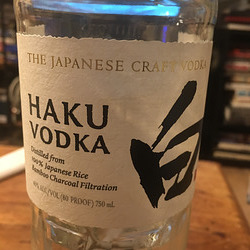 THE JAPANESE CRAFT VODKA
HAKU
VODKA
白
Distilled from
100% Japanese Rice
Bamboo Charcoal Filtration
40% ALC/VOL (80 PROOF) 750 mL